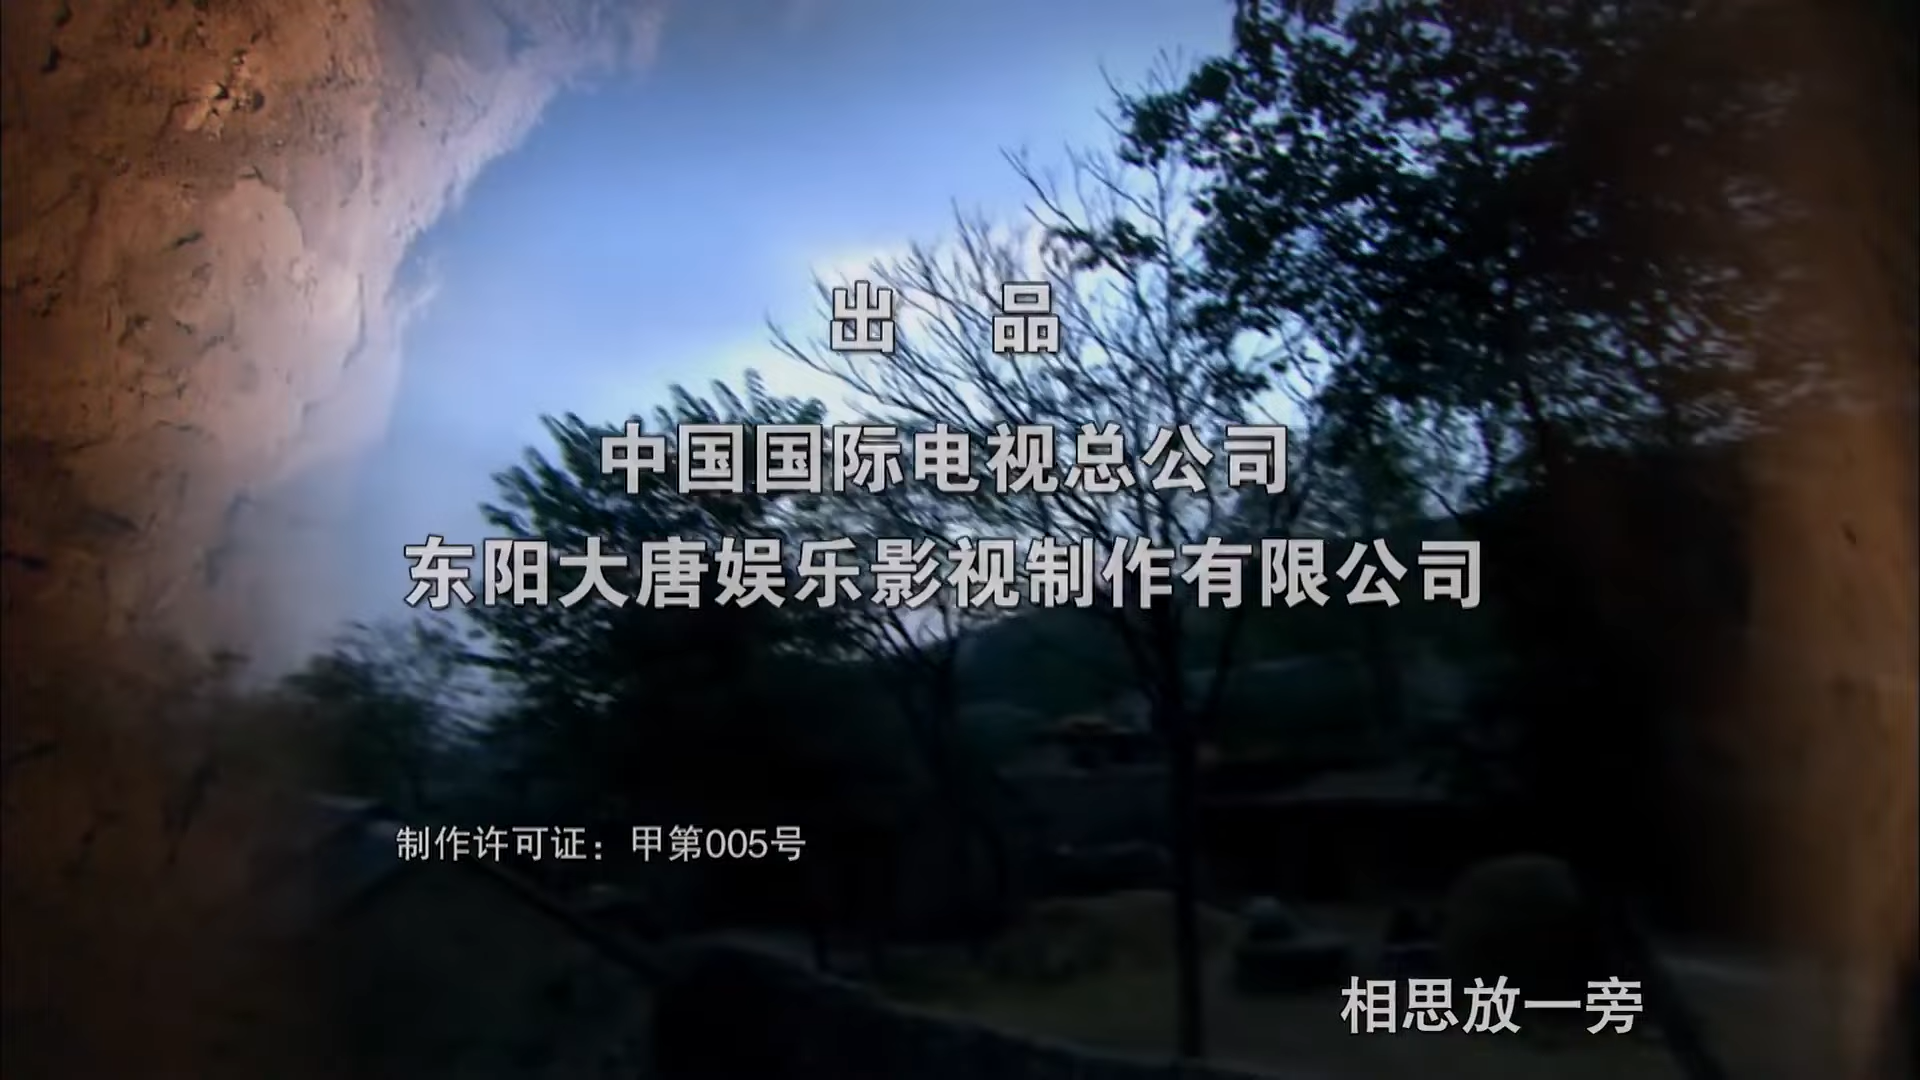 出 品
中国国际电视总公司
东阳大唐娱乐影视制作有限公司
制作许可证：甲第005号
相思放一旁